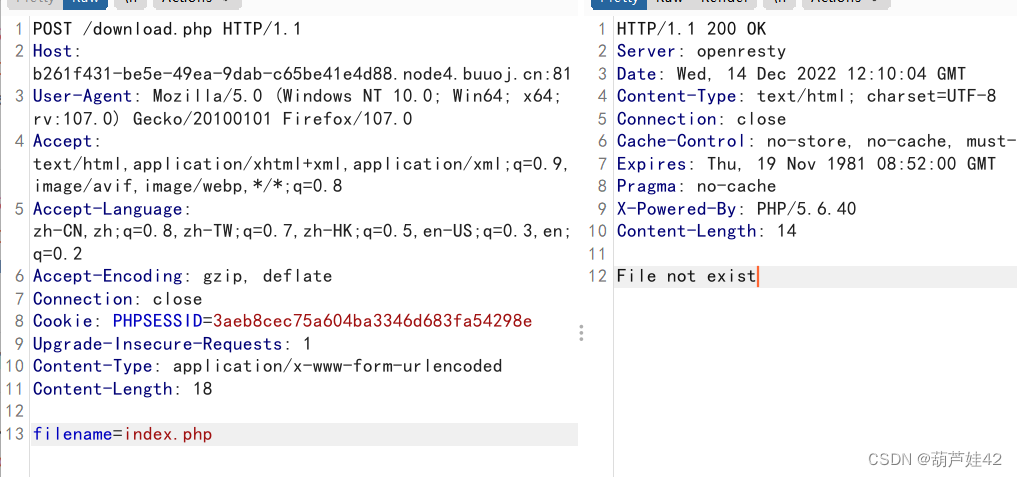 Pretty Raw \n Actions
1 POST /download.php HTTP/1.1
2 Host:
b261f431-be5e-49ea-9dab-c65be41e4d88.node4.buuoj.cn:81
3 User-Agent: Mozilla/5.0 (Windows NT 10.0; Win64; x64;
rv:107.0) Gecko/20100101 Firefox/107.0
4 Accept:
text/html,application/xhtml+xml,application/xml;q=0.9,
image/avif,image/webp,*/*;q=0.8
5 Accept-Language:
zh-CN,zh;q=0.8,zh-TW;q=0.7,zh-HK;q=0.5,en-US;q=0.3,en;
q=0.2
6 Accept-Encoding: gzip, deflate
7 Connection: close
8 Cookie: PHPSESSID=3aeb8cec75a604ba3346d683fa54298e
9 Upgrade-Insecure-Requests: 1
10 Content-Type: application/x-www-form-urlencoded
11 Content-Length: 18
12
13 filename=index.php
Pretty Raw Render \n Actions
1 HTTP/1.1 200 OK
2 Server: openresty
3 Date: Wed, 14 Dec 2022 12:10:04 GMT
4 Content-Type: text/html; charset=UTF-8
5 Connection: close
6 Cache-Control: no-store, no-cache, must-
7 Expires: Thu, 19 Nov 1981 08:52:00 GMT
8 Pragma: no-cache
9 X-Powered-By: PHP/5.6.40
10 Content-Length: 14
11
12 File not exist
CSDN @葫芦娃42